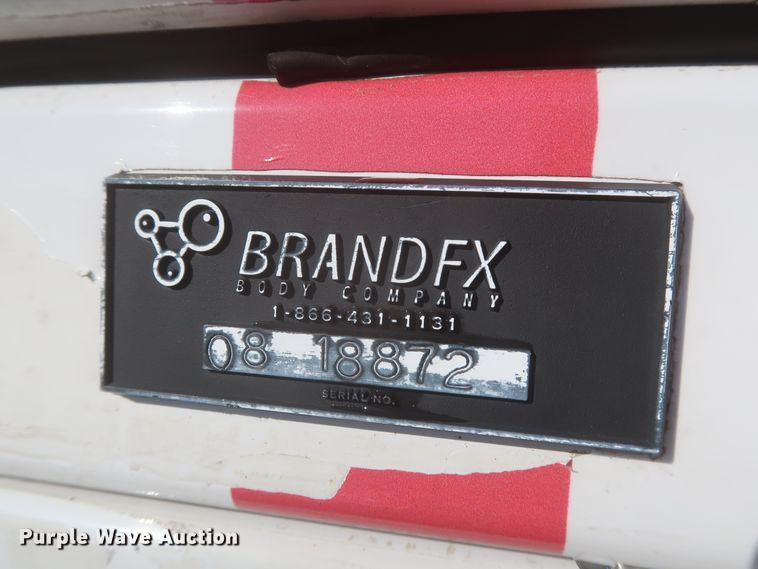 BRANDFX
BODY COMPANY
1-866-431-1131
08 18872
SERIAL NO.
Purple Wave Auction